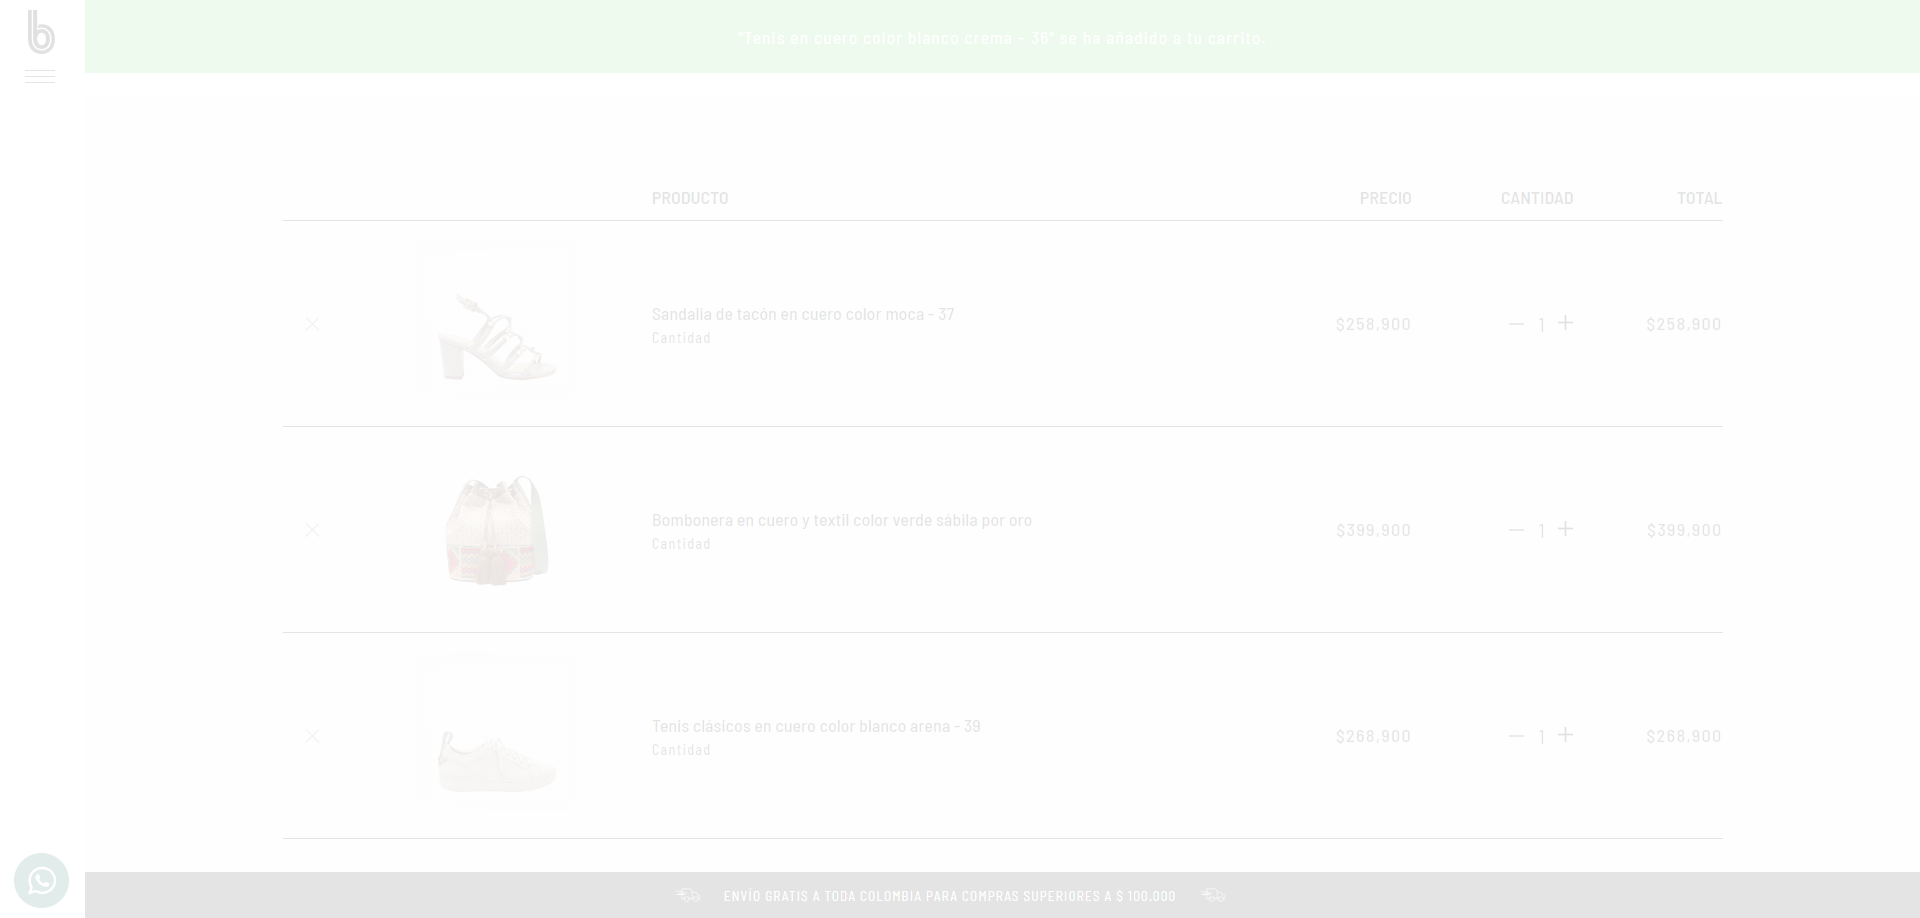 b
"Tenis en cuero color blanco crema - 36" se ha añadido a tu carrito.
PRODUCTO PRECIO CANTIDAD TOTAL
Sandalia de tacón en cuero color moca - 37
Cantidad
$258,900 1 $258,900
Bombonera en cuero y textil color verde sábila por oro
Cantidad
$399,900 1 $399,900
Tenis clásicos en cuero color blanco arena - 39
Cantidad
$268,900 1 $268,900
ENVÍO GRATIS A TODA COLOMBIA PARA COMPRAS SUPERIORES A $ 100,000